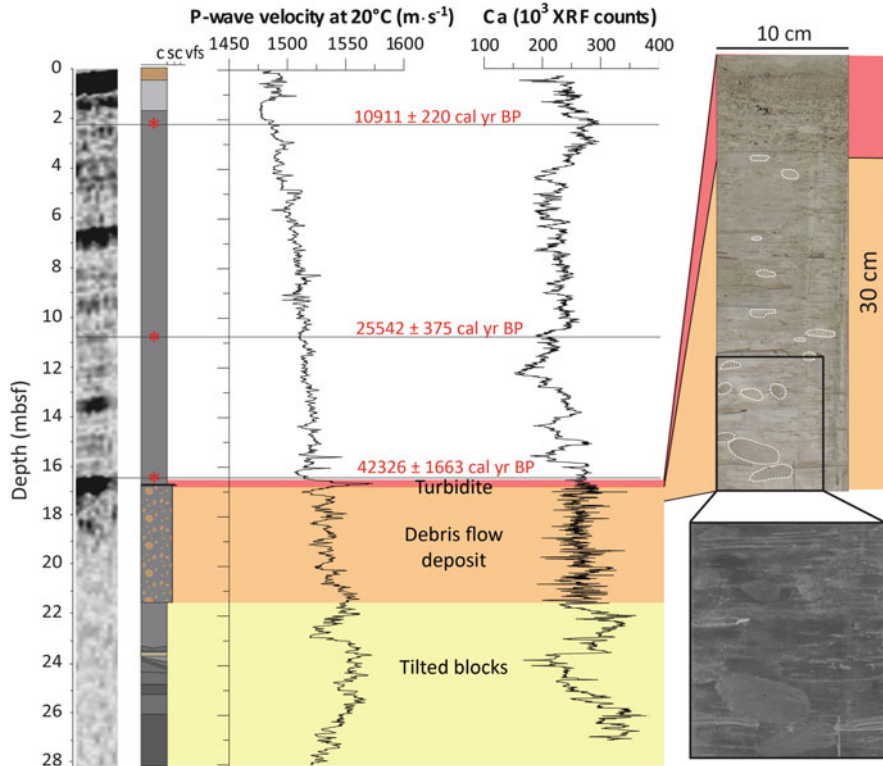 P-wave velocity at 20°C (m·s⁻¹)
Ca (10³ XRF counts)
c sc vfs
1450 1500 1550 1600
100 200 300 400
10 cm
0
2
4
6
8
10
12
14
16
18
20
22
24
26
28
Depth (mbsf)
* 10911 ± 220 cal yr BP
* 25542 ± 375 cal yr BP
* 42326 ± 1663 cal yr BP
Turbidite
Debris flow
deposit
Tilted blocks
30 cm